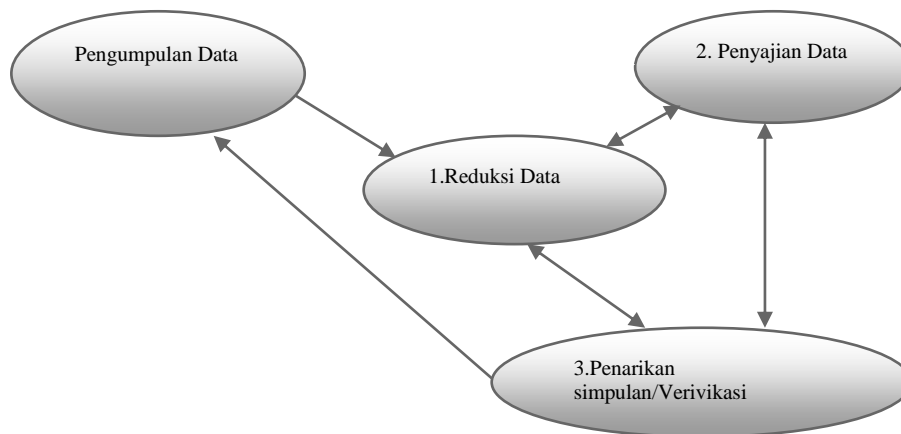 Pengumpulan Data
2. Penyajian Data
1.Reduksi Data
3.Penarikan
simpulan/Verivikasi